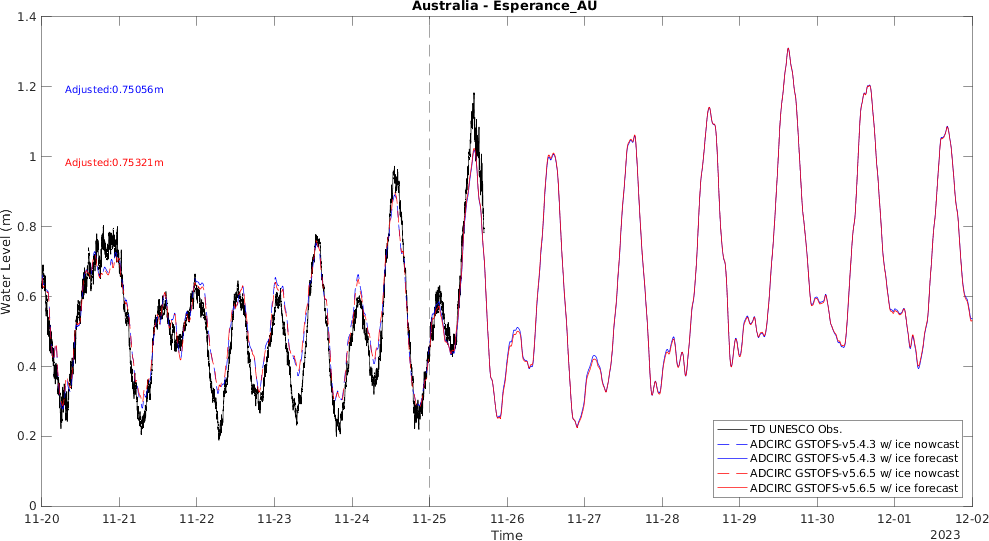 Australia - Esperance_AU
1.4
1.2
1
0.8
0.6
0.4
0.2
0
Water Level (m)
Adjusted:0.75056m
Adjusted:0.75321m
TD UNESCO Obs.
ADCIRC GSTOFS-v5.4.3 w/ ice nowcast
ADCIRC GSTOFS-v5.4.3 w/ ice forecast
ADCIRC GSTOFS-v5.6.5 w/ ice nowcast
ADCIRC GSTOFS-v5.6.5 w/ ice forecast
11-20 11-21 11-22 11-23 11-24 11-25 11-26 11-27 11-28 11-29 11-30 12-01 12-02
Time
2023